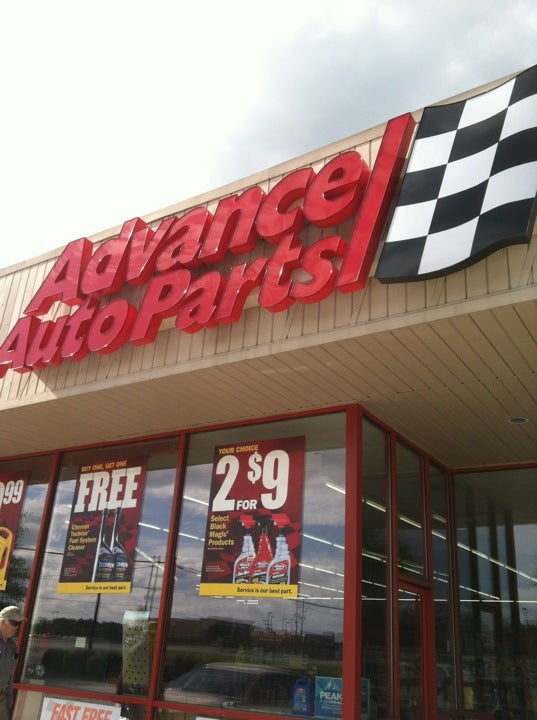 Advance
Auto Parts
99
BUY ONE, GET ONE
FREE
Chevron
Techron
Fuel System
Cleaner
Service is our best part.
YOUR CHOICE
2 FOR $9
Select
Black
Magic
Products
Service is our best part.
FAST FREE
PEAK